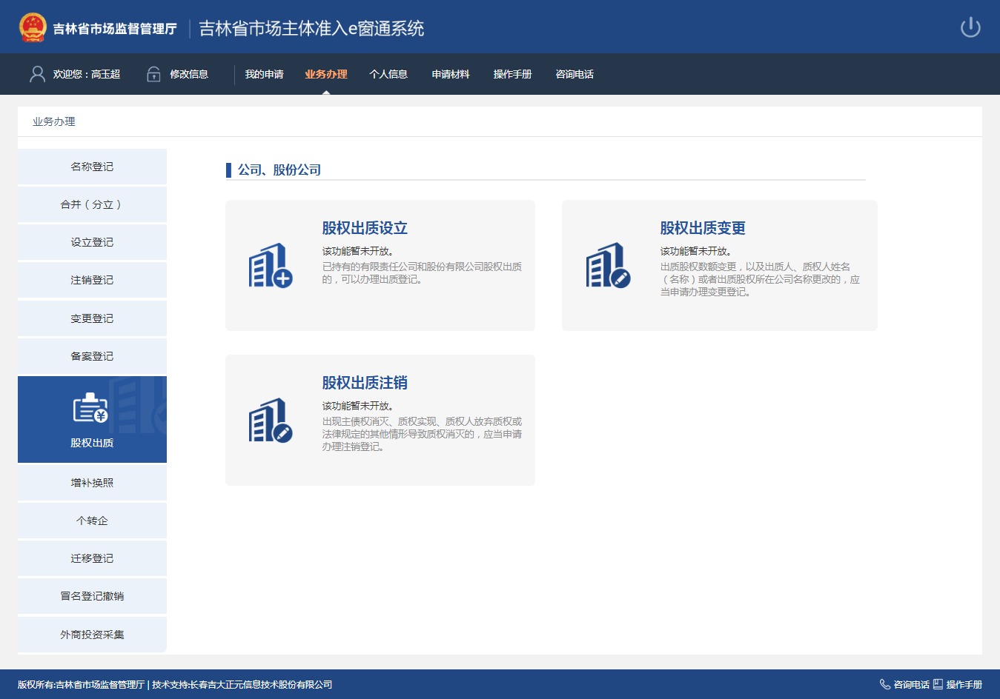 吉林省市场监督管理厅
吉林省市场主体准入e窗通系统
欢迎您：高玉超
修改信息
我的申请
业务办理
个人信息
申请材料
操作手册
咨询电话
业务办理
名称登记
合并（分立）
设立登记
注销登记
变更登记
备案登记
股权出质
增补换照
个转企
迁移登记
冒名登记撤销
外商投资采集
公司、股份公司
股权出质设立
该功能暂未开放。
已持有的有限责任公司和股份有限公司股权出质
的，可以办理出质登记。
股权出质变更
该功能暂未开放。
出质股权数额变更，以及出质人、质权人姓名
（名称）或者出质股权所在公司名称更改的，应
当申请办理变更登记。
股权出质注销
该功能暂未开放。
出现主债权消灭、质权实现、质权人放弃质权或
法律规定的其他情形导致质权消灭的，应当申请
办理注销登记。
版权所有:吉林省市场监督管理厅 | 技术支持:长春吉大正元信息技术股份有限公司
咨询电话
操作手册